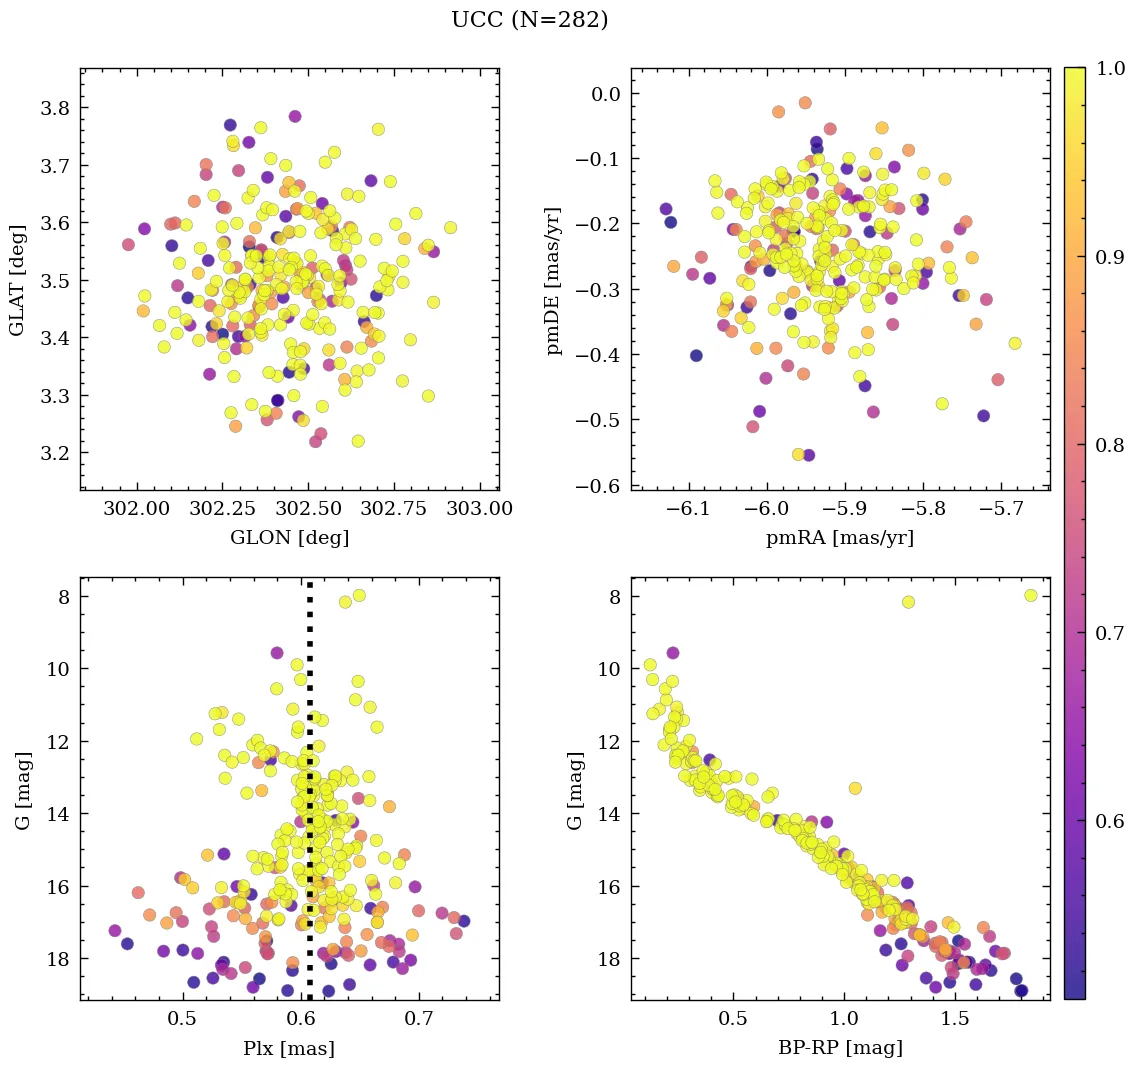 UCC (N=282)
3.8
3.7
3.6
3.5
3.4
3.3
3.2
GLAT [deg]
302.00 302.25 302.50 302.75 303.00
GLON [deg]
0.0
−0.1
−0.2
−0.3
−0.4
−0.5
−0.6
pmDE [mas/yr]
−6.1 −6.0 −5.9 −5.8 −5.7
pmRA [mas/yr]
1.0
0.9
0.8
0.7
0.6
8
10
12
14
16
18
G [mag]
0.5 0.6 0.7
Plx [mas]
8
10
12
14
16
18
G [mag]
0.5 1.0 1.5
BP-RP [mag]